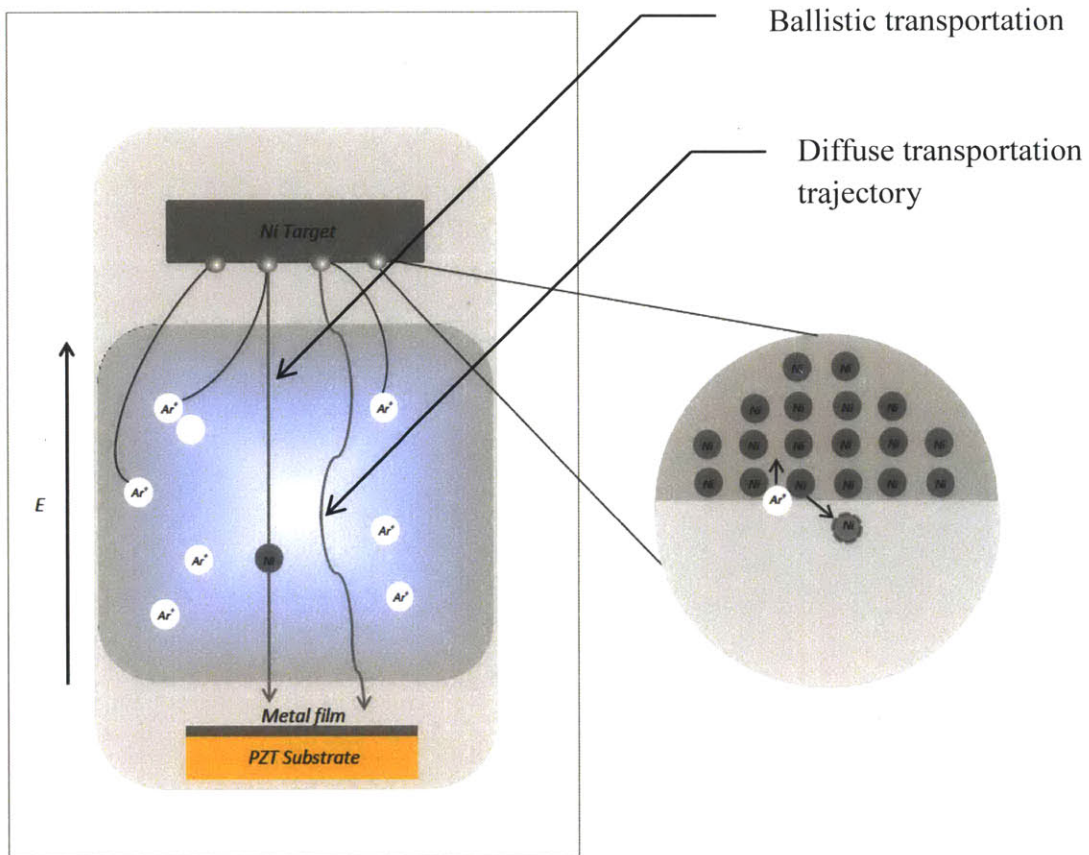 Ballistic transportation
Diffuse transportation
trajectory
Ni Target
E
Ar⁺
Ar⁺
Ar⁺
Ar⁺
Ar⁺
Ar⁺
Ar⁺
Ni
Metal film
PZT Substrate
Ni Ni
Ni Ni Ni Ni
Ni Ni Ni Ni Ni Ni
Ni Ni Ni Ni Ni Ni
Ar⁺
Ni